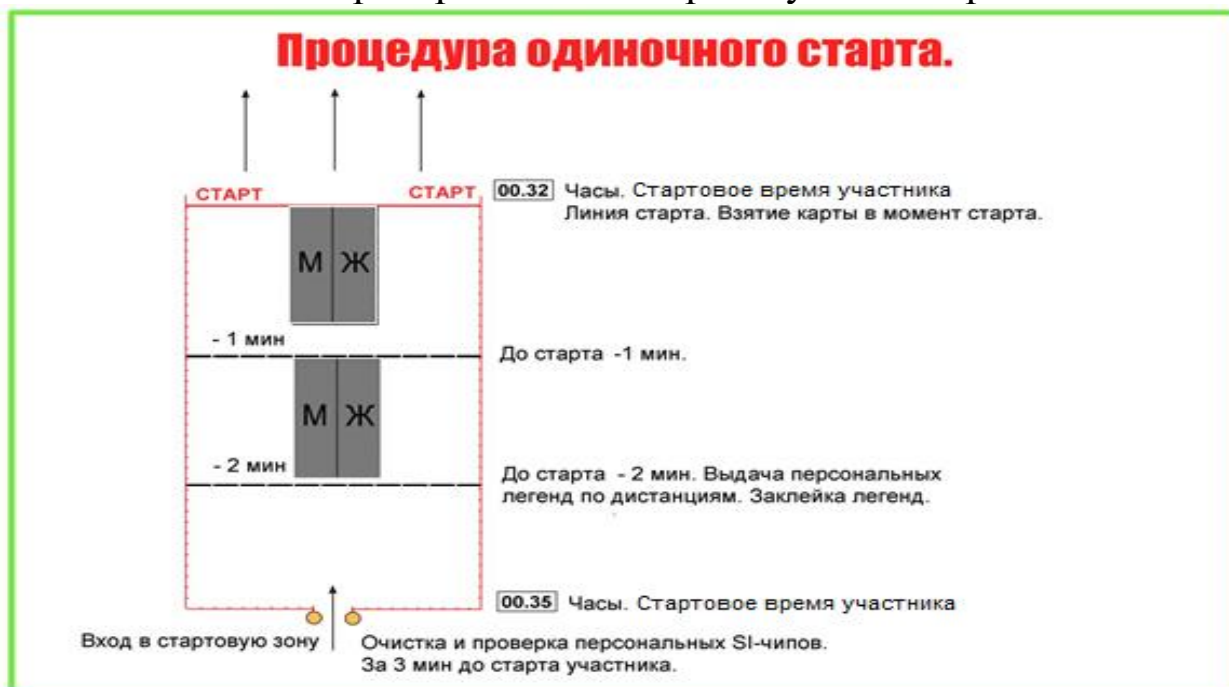 Процедура одиночного старта.
СТАРТ
СТАРТ
00.32 Часы. Стартовое время участника
Линия старта. Взятие карты в момент старта.
М Ж
- 1 мин
До старта -1 мин.
М Ж
- 2 мин
До старта - 2 мин. Выдача персональных
легенд по дистанциям. Заклейка легенд.
00.35 Часы. Стартовое время участника
Вход в стартовую зону
Очистка и проверка персональных SI-чипов.
За 3 мин до старта участника.